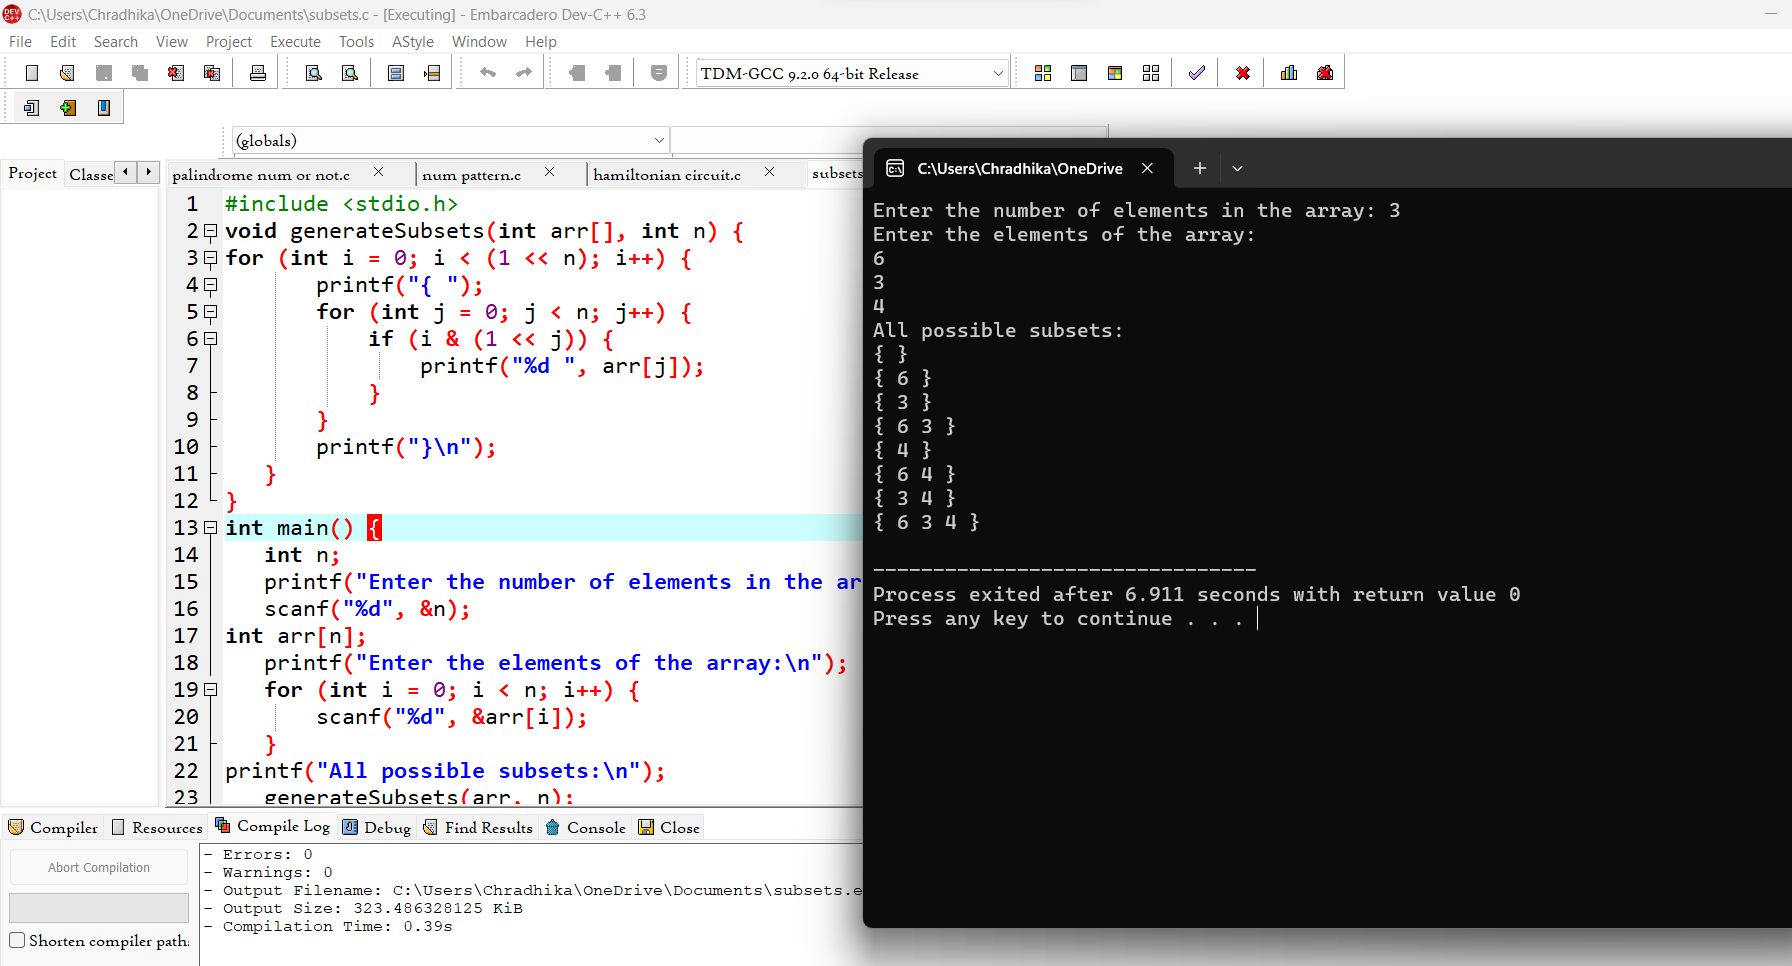 C:\Users\Chradhika\OneDrive\Documents\subsets.c - [Executing] - Embarcadero Dev-C++ 6.3
File Edit Search View Project Execute Tools AStyle Window Help
TDM-GCC 9.2.0 64-bit Release
(globals)
Project Classe
palindrome num or not.c
num pattern.c
hamiltonian circuit.c
subsets
1 #include <stdio.h>
2 void generateSubsets(int arr[], int n) {
3 for (int i = 0; i < (1 << n); i++) {
4 printf("{ ");
5 for (int j = 0; j < n; j++) {
6 if (i & (1 << j)) {
7 printf("%d ", arr[j]);
8 }
9 }
10 printf("}\n");
11 }
12 }
13 int main() {
14 int n;
15 printf("Enter the number of elements in the ar
16 scanf("%d", &n);
17 int arr[n];
18 printf("Enter the elements of the array:\n");
19 for (int i = 0; i < n; i++) {
20 scanf("%d", &arr[i]);
21 }
22 printf("All possible subsets:\n");
23 generateSubsets(arr, n);
C:\Users\Chradhika\OneDrive
Enter the number of elements in the array: 3
Enter the elements of the array:
6
3
4
All possible subsets:
{ }
{ 6 }
{ 3 }
{ 6 3 }
{ 4 }
{ 6 4 }
{ 3 4 }
{ 6 3 4 }
--------------------------------
Process exited after 6.911 seconds with return value 0
Press any key to continue . . .
Compiler Resources Compile Log Debug Find Results Console Close
Abort Compilation
Shorten compiler paths
- Errors: 0
- Warnings: 0
- Output Filename: C:\Users\Chradhika\OneDrive\Documents\subsets.e
- Output Size: 323.486328125 KiB
- Compilation Time: 0.39s